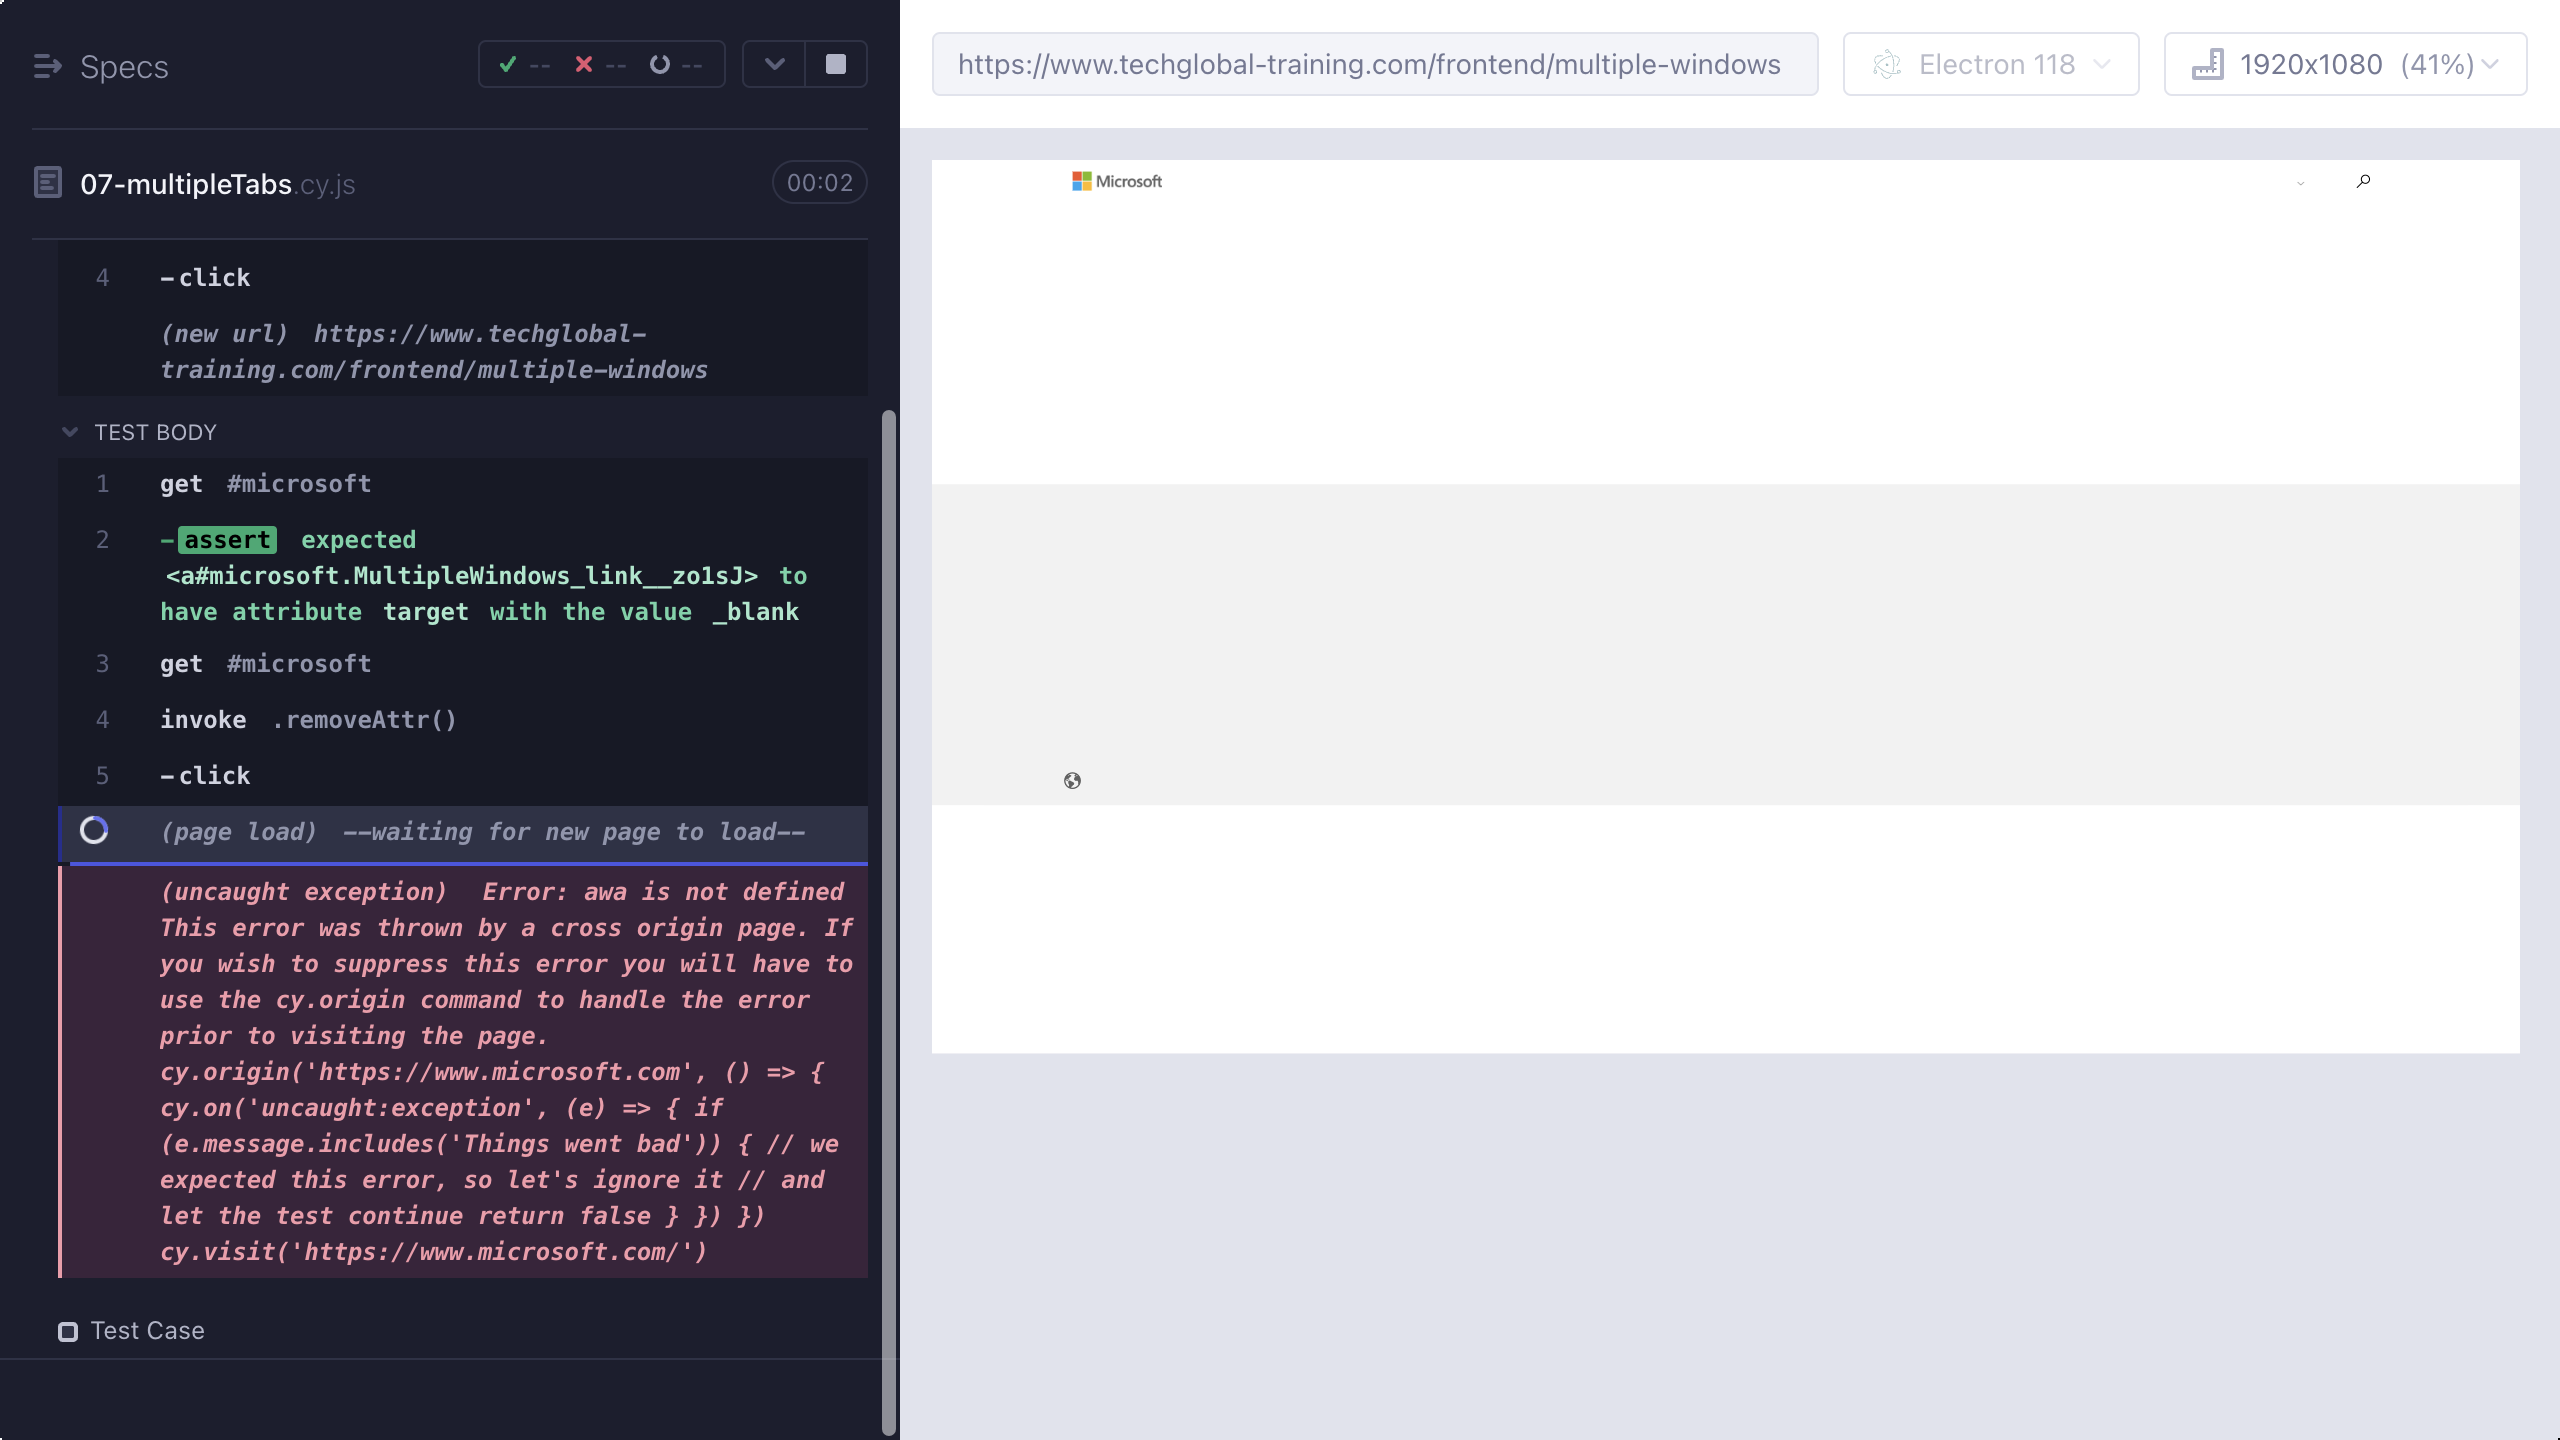 Specs
-- -- --
07-multipleTabs.cy.js
00:02
4 -click
(new url) https://www.techglobal-
training.com/frontend/multiple-windows
TEST BODY
1 get #microsoft
2 -assert expected
<a#microsoft.MultipleWindows_link__zo1sJ> to
have attribute target with the value _blank
3 get #microsoft
4 invoke .removeAttr()
5 -click
(page load) --waiting for new page to load--
(uncaught exception) Error: awa is not defined
This error was thrown by a cross origin page. If
you wish to suppress this error you will have to
use the cy.origin command to handle the error
prior to visiting the page.
cy.origin('https://www.microsoft.com', () => {
cy.on('uncaught:exception', (e) => { if
(e.message.includes('Things went bad')) { // we
expected this error, so let's ignore it // and
let the test continue return false } }) })
cy.visit('https://www.microsoft.com/')
Test Case
https://www.techglobal-training.com/frontend/multiple-windows
Electron 118
1920x1080 (41%)
Microsoft